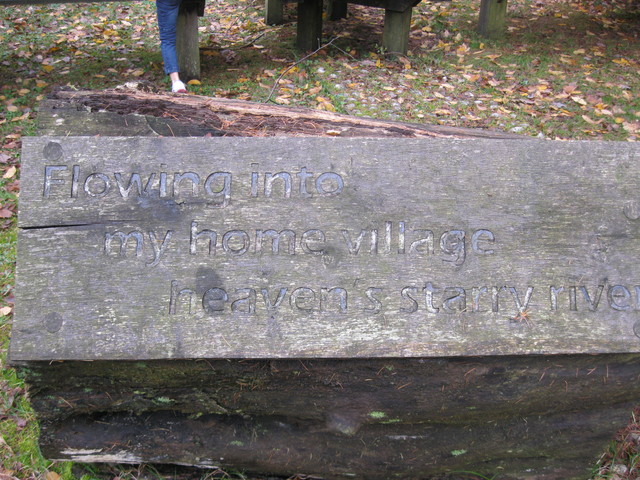 Flowing into
my home village
heaven's starry river